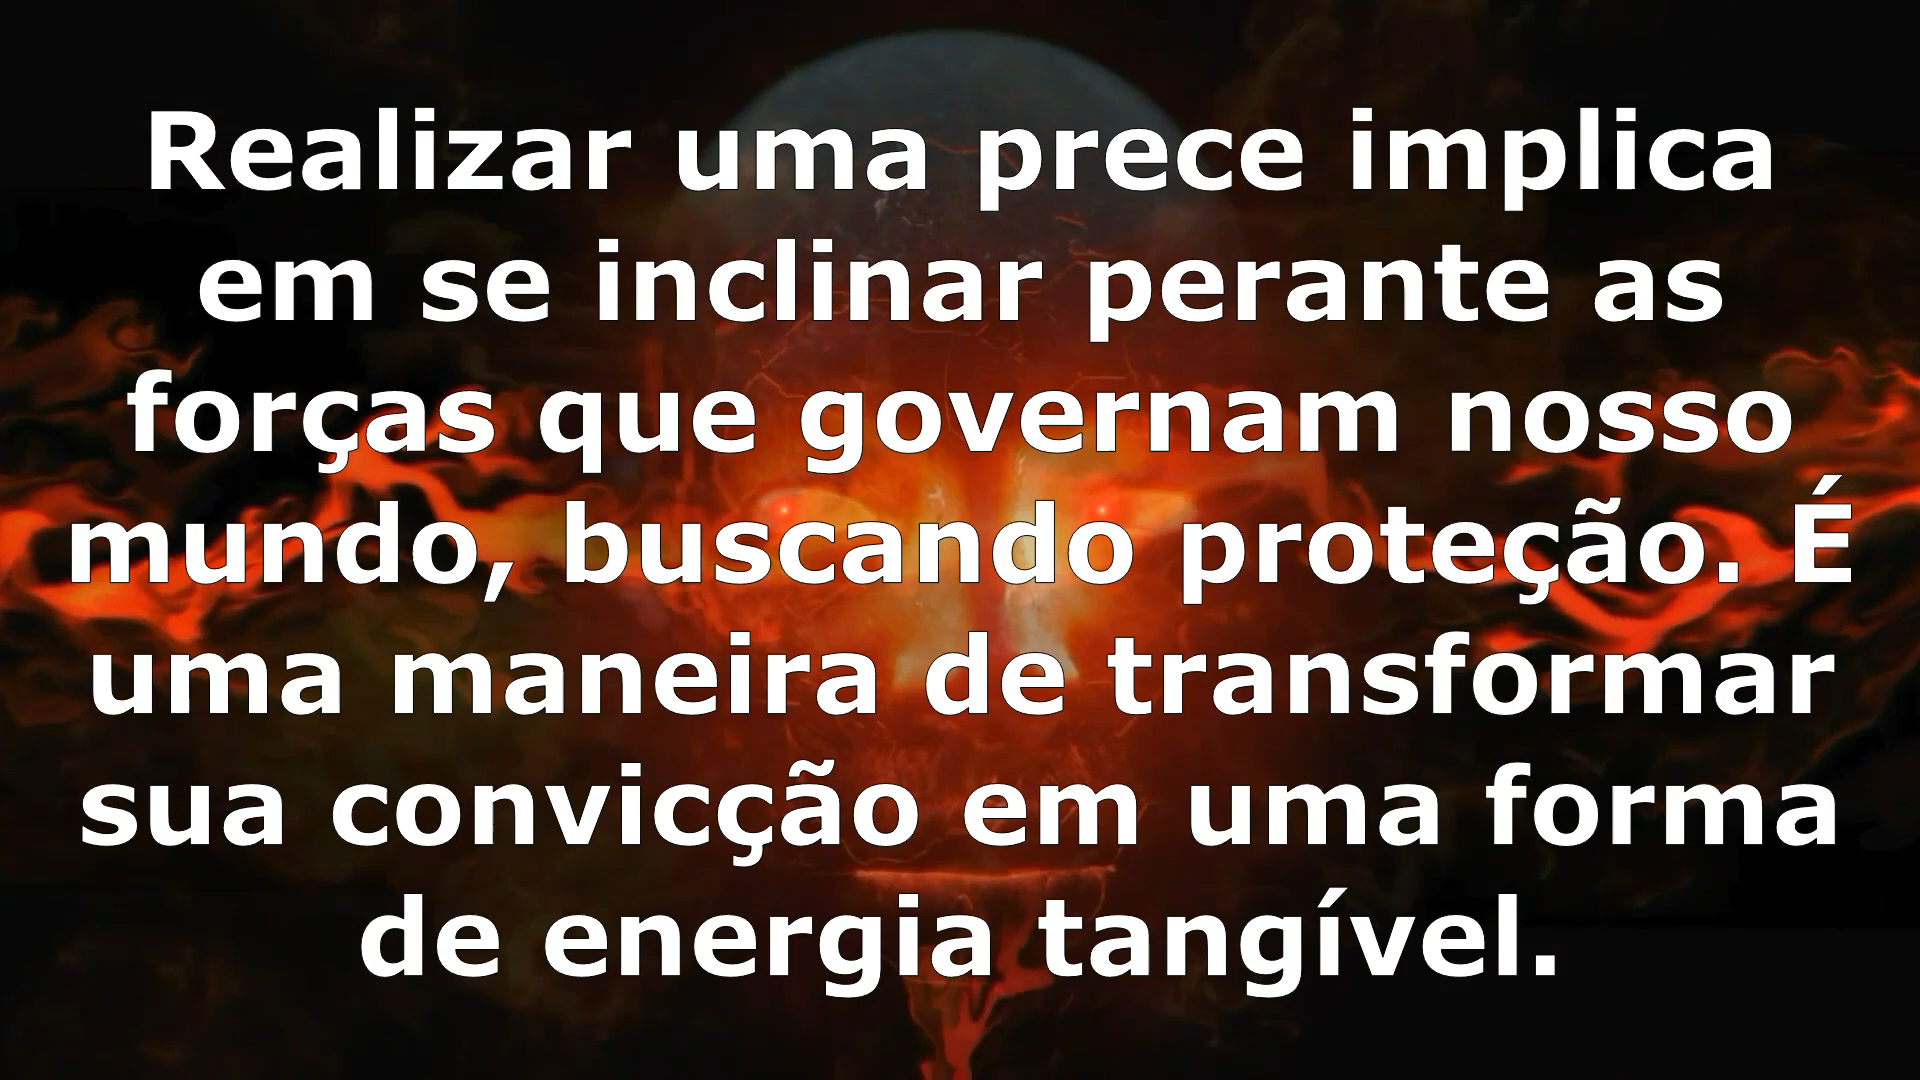 Realizar uma prece implica
em se inclinar perante as
forças que governam nosso
mundo, buscando proteção. É
uma maneira de transformar
sua convicção em uma forma
de energia tangível.